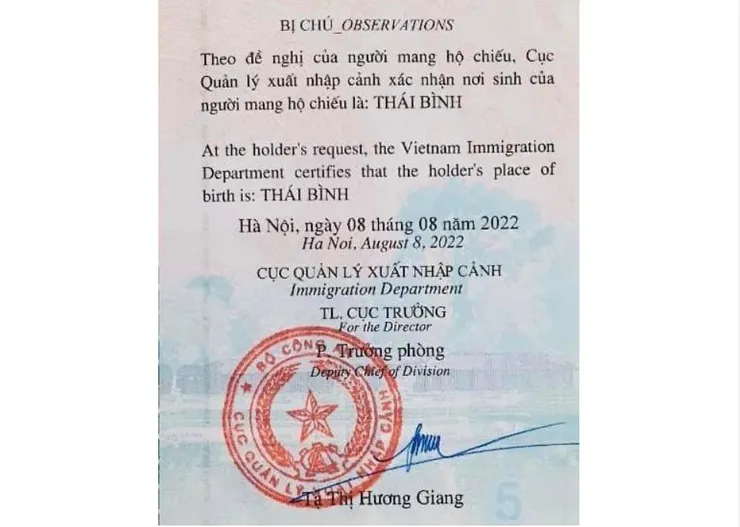 BỊ CHÚ_OBSERVATIONS
Theo đề nghị của người mang hộ chiếu, Cục
Quản lý xuất nhập cảnh xác nhận nơi sinh của
người mang hộ chiếu là: THÁI BÌNH
At the holder's request, the Vietnam Immigration
Department certifies that the holder's place of
birth is: THÁI BÌNH
Hà Nội, ngày 08 tháng 08 năm 2022
Ha Noi, August 8, 2022
CỤC QUẢN LÝ XUẤT NHẬP CẢNH
Immigration Department
TL. CỤC TRƯỞNG
For the Director
P. Trưởng phòng
Deputy Chief of Division
BỘ CÔNG AN
CỤC QUẢN LÝ XUẤT NHẬP CẢNH
Tạ Thị Hương Giang
5